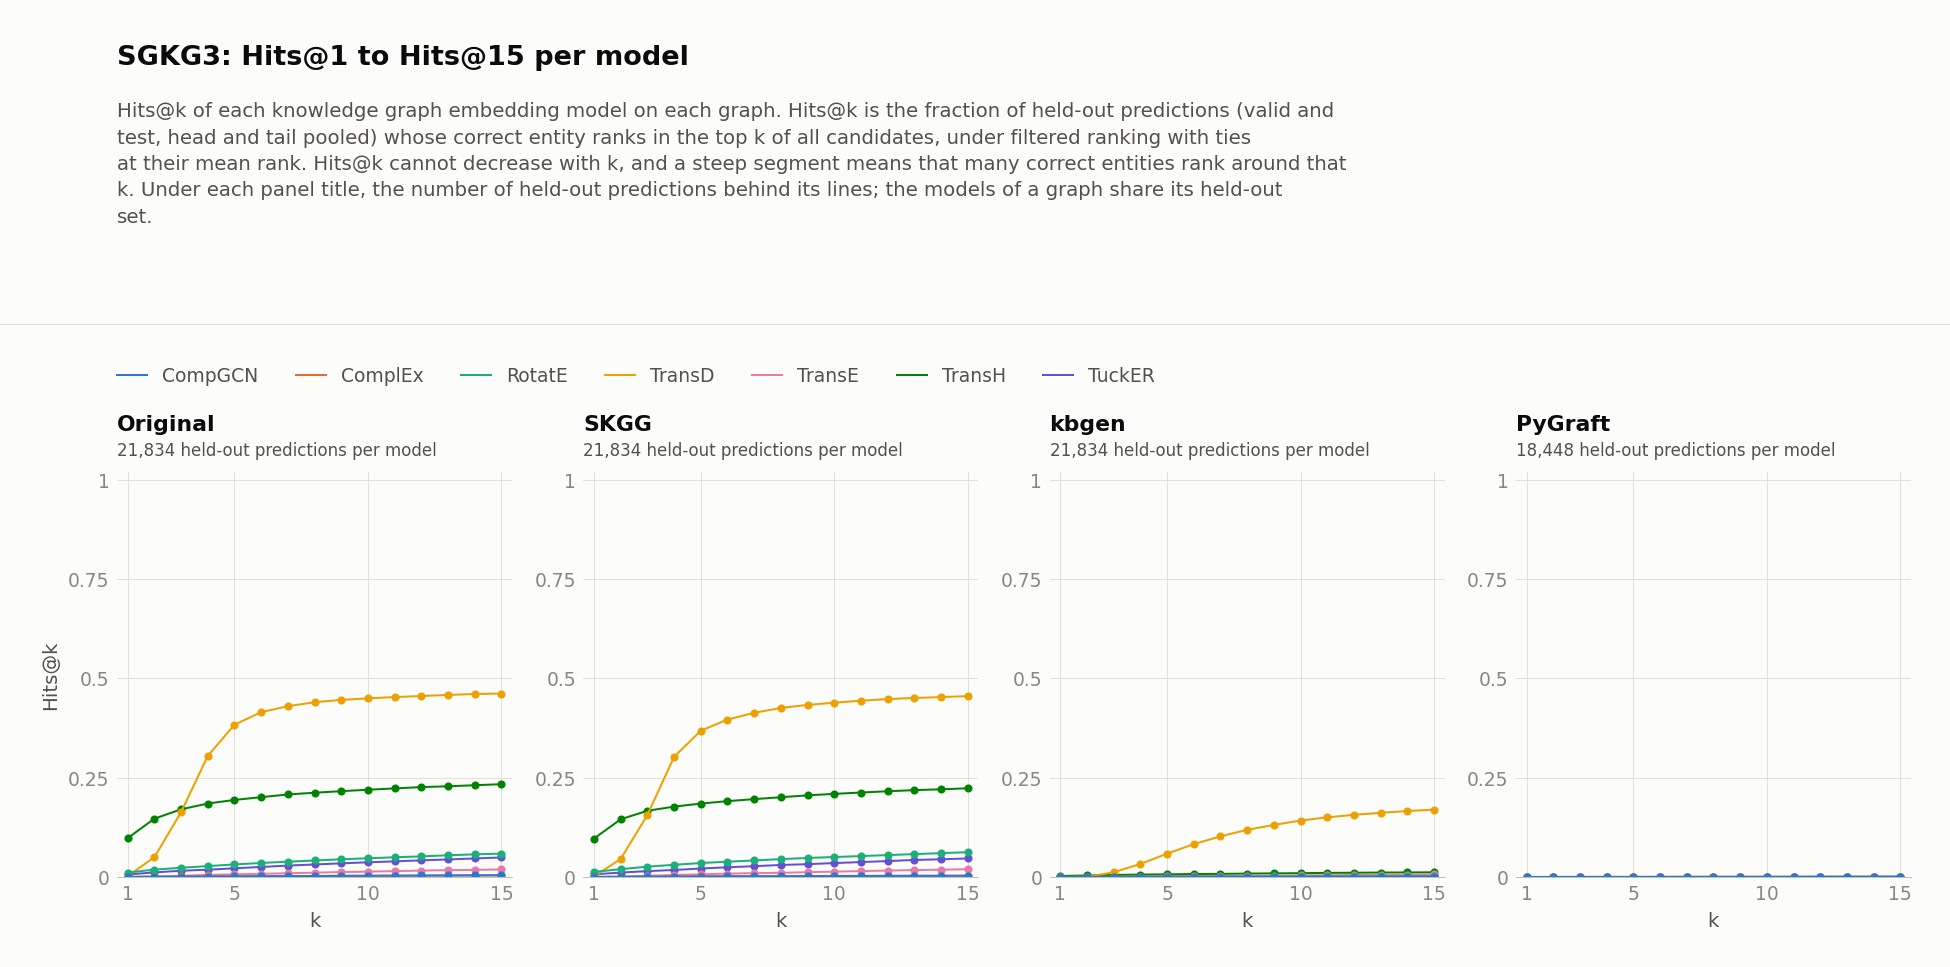 SGKG3: Hits@1 to Hits@15 per model
Hits@k of each knowledge graph embedding model on each graph. Hits@k is the fraction of held-out predictions (valid and
test, head and tail pooled) whose correct entity ranks in the top k of all candidates, under filtered ranking with ties
at their mean rank. Hits@k cannot decrease with k, and a steep segment means that many correct entities rank around that
k. Under each panel title, the number of held-out predictions behind its lines; the models of a graph share its held-out
set.
CompGCN ComplEx RotatE TransD TransE TransH TuckER
Original
21,834 held-out predictions per model
1
0.75
0.5
0.25
0
Hits@k
1 5 10 15
k
SKGG
21,834 held-out predictions per model
1
0.75
0.5
0.25
0
1 5 10 15
k
kbgen
21,834 held-out predictions per model
1
0.75
0.5
0.25
0
1 5 10 15
k
PyGraft
18,448 held-out predictions per model
1
0.75
0.5
0.25
0
1 5 10 15
k